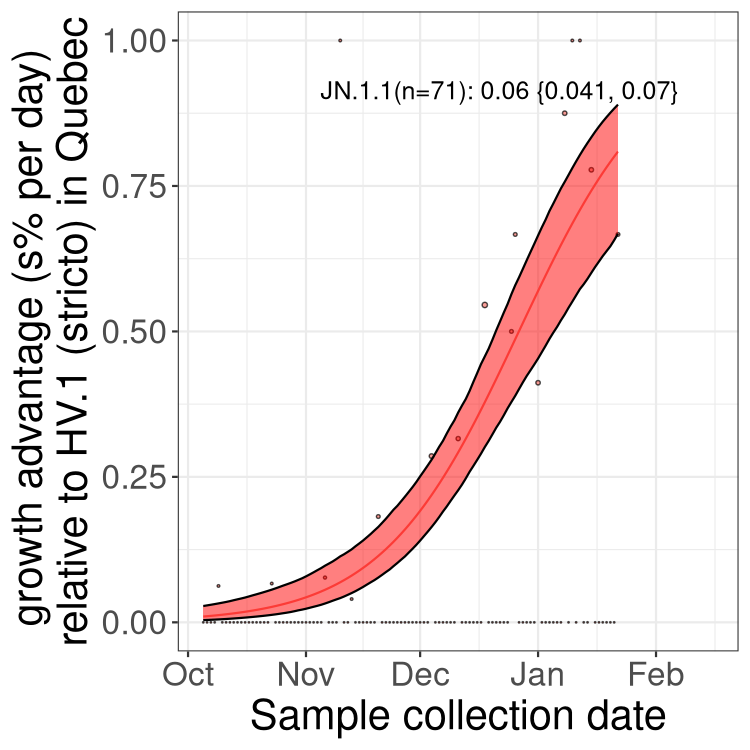 growth advantage (s% per day)
relative to HV.1 (stricto) in Quebec
1.00
0.75
0.50
0.25
0.00
JN.1.1(n=71): 0.06 {0.041, 0.07}
Oct Nov Dec Jan Feb
Sample collection date